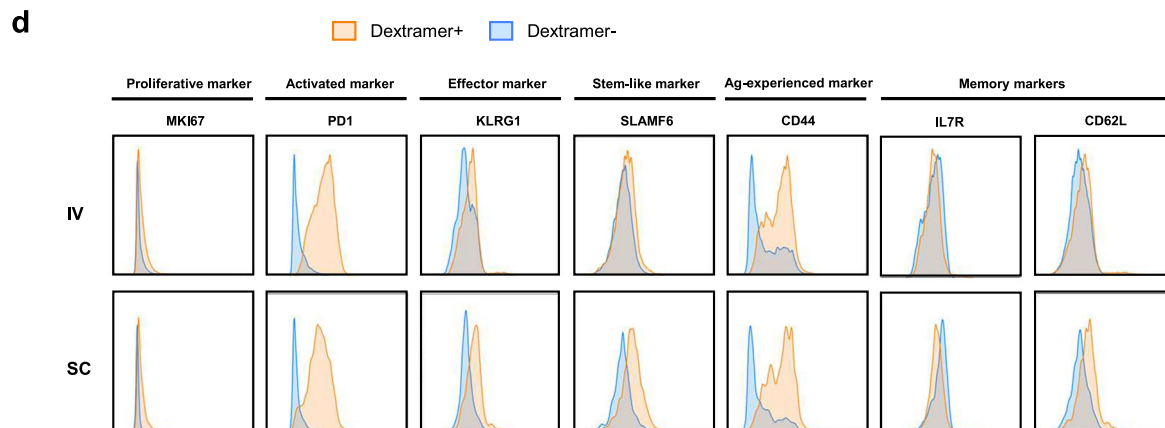 d
Dextramer+ Dextramer-
Proliferative marker Activated marker Effector marker Stem-like marker Ag-experienced marker Memory markers
MKI67 PD1 KLRG1 SLAMF6 CD44 IL7R CD62L
IV
SC